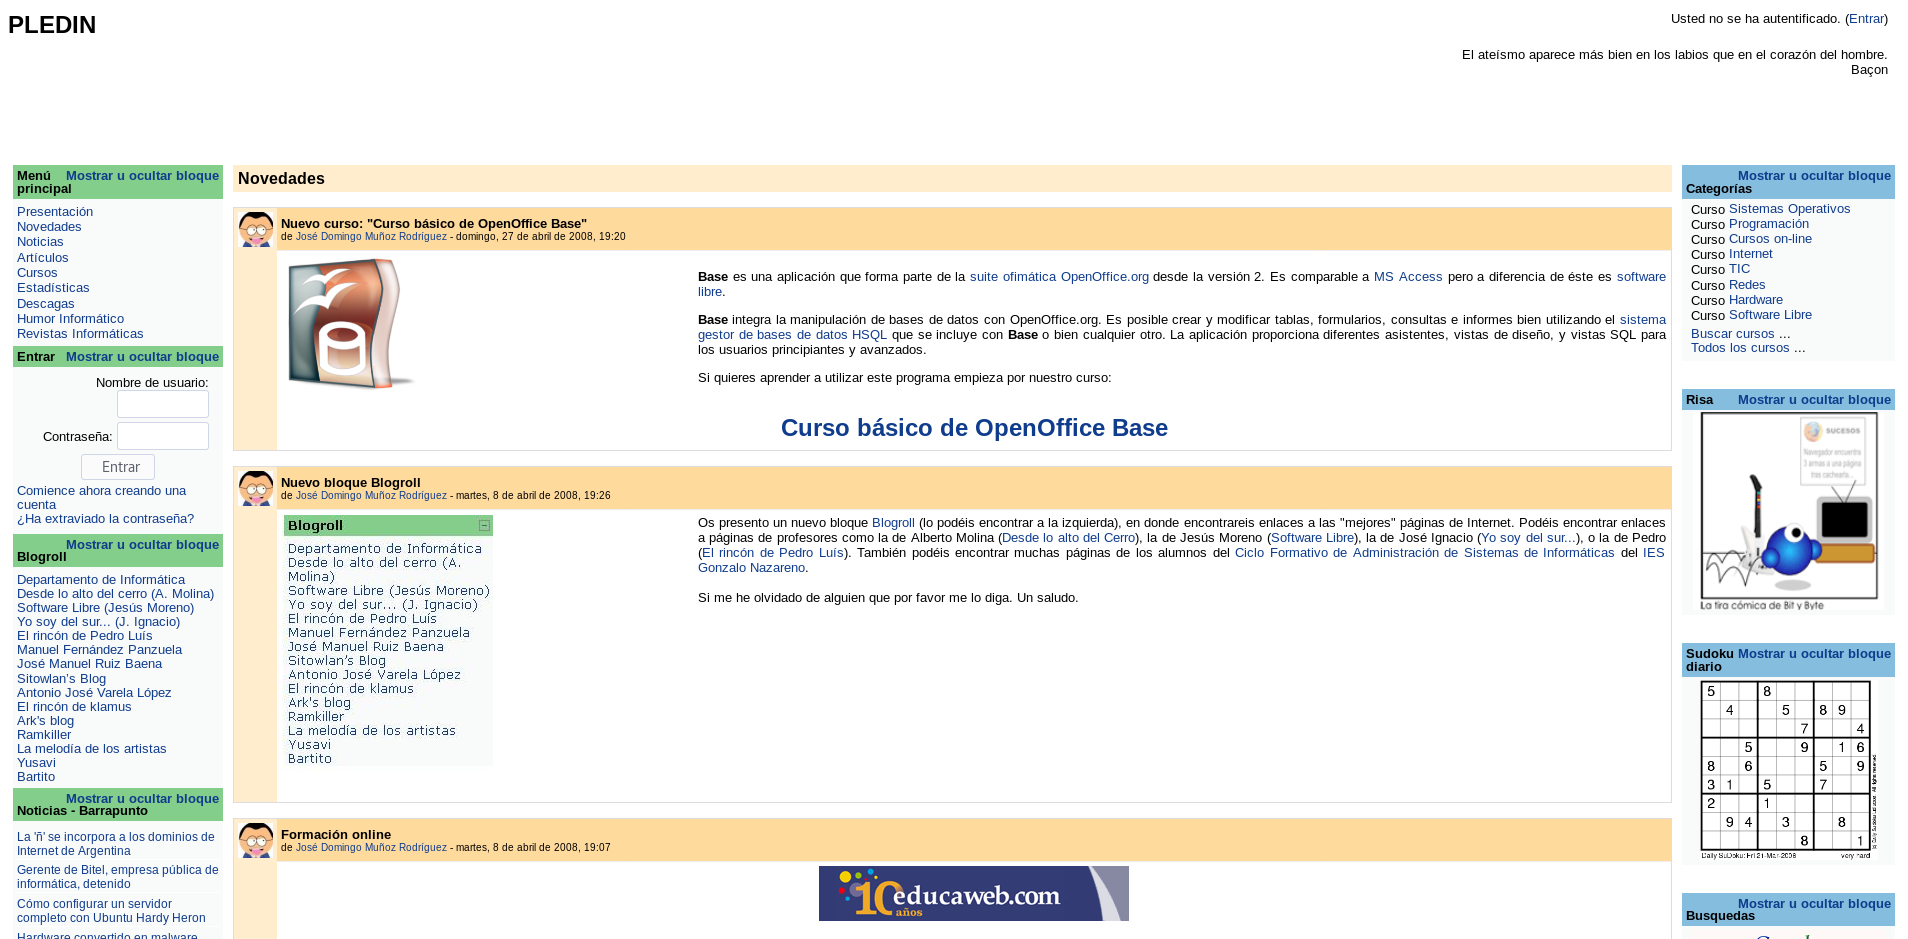 PLEDIN
Usted no se ha autentificado. (Entrar)
El ateísmo aparece más bien en los labios que en el corazón del hombre.
Baçon
Menú principal
Mostrar u ocultar bloque
Presentación
Novedades
Noticias
Artículos
Cursos
Estadísticas
Descagas
Humor Informático
Revistas Informáticas
Entrar
Mostrar u ocultar bloque
Nombre de usuario:
Contraseña:
Entrar
Comience ahora creando una
cuenta
¿Ha extraviado la contraseña?
Mostrar u ocultar bloque
Blogroll
Departamento de Informática
Desde lo alto del cerro (A. Molina)
Software Libre (Jesús Moreno)
Yo soy del sur... (J. Ignacio)
El rincón de Pedro Luís
Manuel Fernández Panzuela
José Manuel Ruiz Baena
Sitowlan's Blog
Antonio José Varela López
El rincón de klamus
Ark's blog
Ramkiller
La melodía de los artistas
Yusavi
Bartito
Mostrar u ocultar bloque
Noticias - Barrapunto
La 'ñ' se incorpora a los dominios de
Internet de Argentina
Gerente de Bitel, empresa pública de
informática, detenido
Cómo configurar un servidor
completo con Ubuntu Hardy Heron
Hardware convertido en malware
Novedades
Nuevo curso: "Curso básico de OpenOffice Base"
de José Domingo Muñoz Rodriguez - domingo, 27 de abril de 2008, 19:20
Base es una aplicación que forma parte de la suite ofimática OpenOffice.org desde la versión 2. Es comparable a MS Access pero a diferencia de éste es software
libre.
Base integra la manipulación de bases de datos con OpenOffice.org. Es posible crear y modificar tablas, formularios, consultas e informes bien utilizando el sistema
gestor de bases de datos HSQL que se incluye con Base o bien cualquier otro. La aplicación proporciona diferentes asistentes, vistas de diseño, y vistas SQL para
los usuarios principiantes y avanzados.
Si quieres aprender a utilizar este programa empieza por nuestro curso:
Curso básico de OpenOffice Base
Nuevo bloque Blogroll
de José Domingo Muñoz Rodriguez - martes, 8 de abril de 2008, 19:26
Blogroll
Departamento de Informática
Desde lo alto del cerro (A.
Molina)
Software Libre (Jesús Moreno)
Yo soy del sur... (J. Ignacio)
El rincón de Pedro Luís
Manuel Fernández Panzuela
José Manuel Ruiz Baena
Sitowlan's Blog
Antonio José Varela López
El rincón de klamus
Ark's blog
Ramkiller
La melodía de los artistas
Yusavi
Bartito
Os presento un nuevo bloque Blogroll (lo podéis encontrar a la izquierda), en donde encontrareis enlaces a las "mejores" páginas de Internet. Podéis encontrar enlaces
a páginas de profesores como la de Alberto Molina (Desde lo alto del Cerro), la de Jesús Moreno (Software Libre), la de José Ignacio (Yo soy del sur...), o la de Pedro
(El rincón de Pedro Luís). También podéis encontrar muchas páginas de los alumnos del Ciclo Formativo de Administración de Sistemas de Informáticas del IES
Gonzalo Nazareno.
Si me he olvidado de alguien que por favor me lo diga. Un saludo.
Formación online
de José Domingo Muñoz Rodriguez - martes, 8 de abril de 2008, 19:07
10 educaweb.com
años
Mostrar u ocultar bloque
Categorías
Curso Sistemas Operativos
Curso Programación
Curso Cursos on-line
Curso Internet
Curso TIC
Curso Redes
Curso Hardware
Curso Software Libre
Buscar cursos ...
Todos los cursos ...
Risa
Mostrar u ocultar bloque
SUCESOS
Navegador encuentra
3 armas a una página
tras cachearla...
La tira cómica de Bit y Byte
Sudoku diario
Mostrar u ocultar bloque
5 8
4 5 8 9
7 4
5 9 1 6
8 6 5 9
3 1 5 7
2 1
9 4 3 8
8 1
Daily SuDoku: Fri 21-Mar-2008
very hard
Mostrar u ocultar bloque
Busquedas